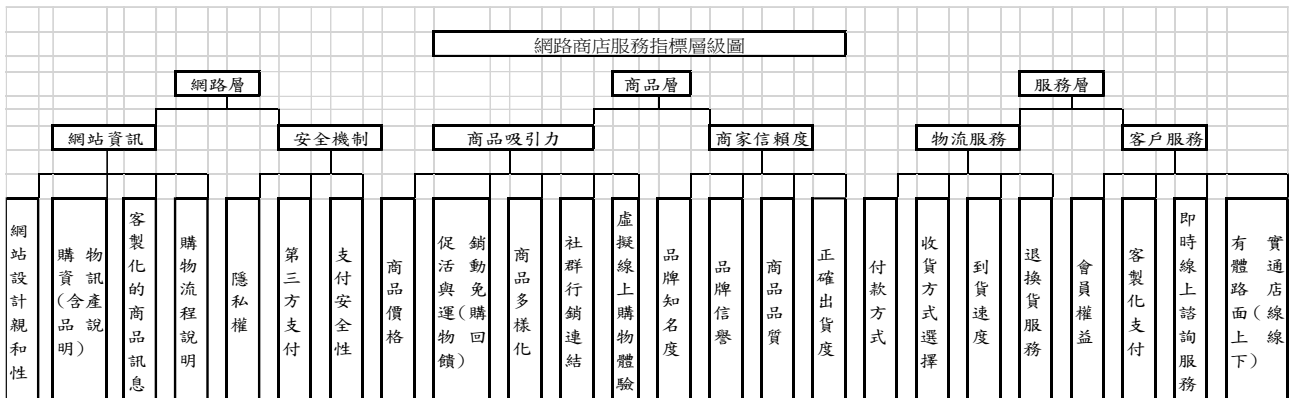 網路商店服務指標層級圖
網路層
商品層
服務層
網站資訊
安全機制
商品吸引力
商家信賴度
物流服務
客戶服務
網站設計親和性
購物資訊(含產品說明)
客製化的商品訊息
購物流程說明
隱私權
第三方支付
支付安全性
商品價格
促銷活動與免運(購物回饋)
商品多樣化
社群行銷連結
虛擬線上購物體驗
品牌知名度
品牌信譽
商品品質
正確出貨度
付款方式
收貨方式選擇
到貨速度
退換貨服務
會員權益
客製化支付
即時線上諮詢服務
有實體通路店面(線上線下)